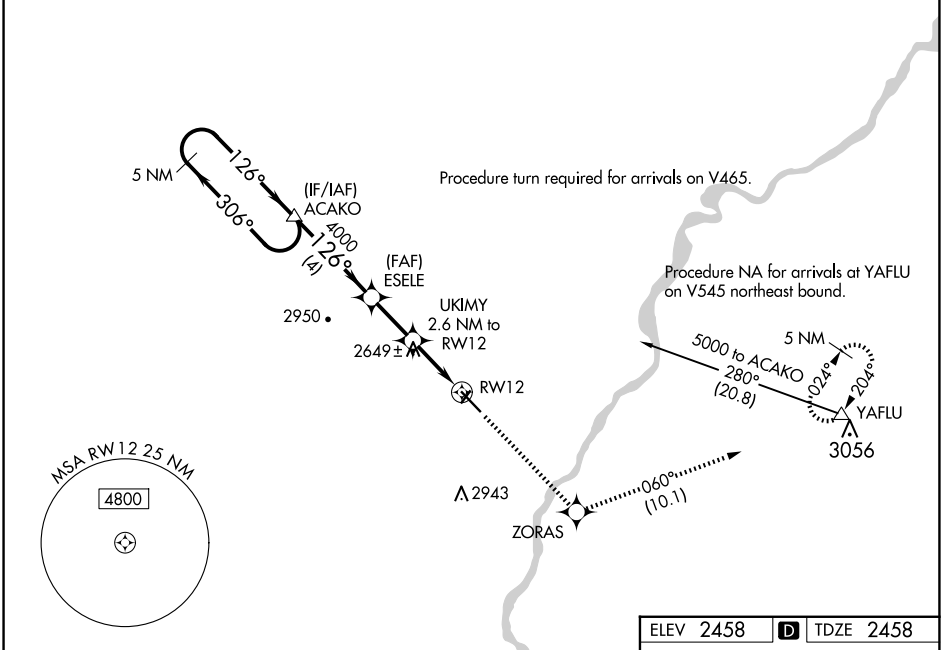 126°
5 NM
306°
(IF/IAF)
ACAKO
4000
126°
(4)
Procedure turn required for arrivals on V465.
(FAF)
ESELE
2950
UKIMY
2.6 NM to
RW12
2649±
RW12
Procedure NA for arrivals at YAFLU
on V545 northeast bound.
5 NM
5000 to ACAKO
280°
(20.8)
024°
204°
YAFLU
3056
MSA RW12 25 NM
4800
2943
060°
(10.1)
ZORAS
ELEV 2458 D TDZE 2458